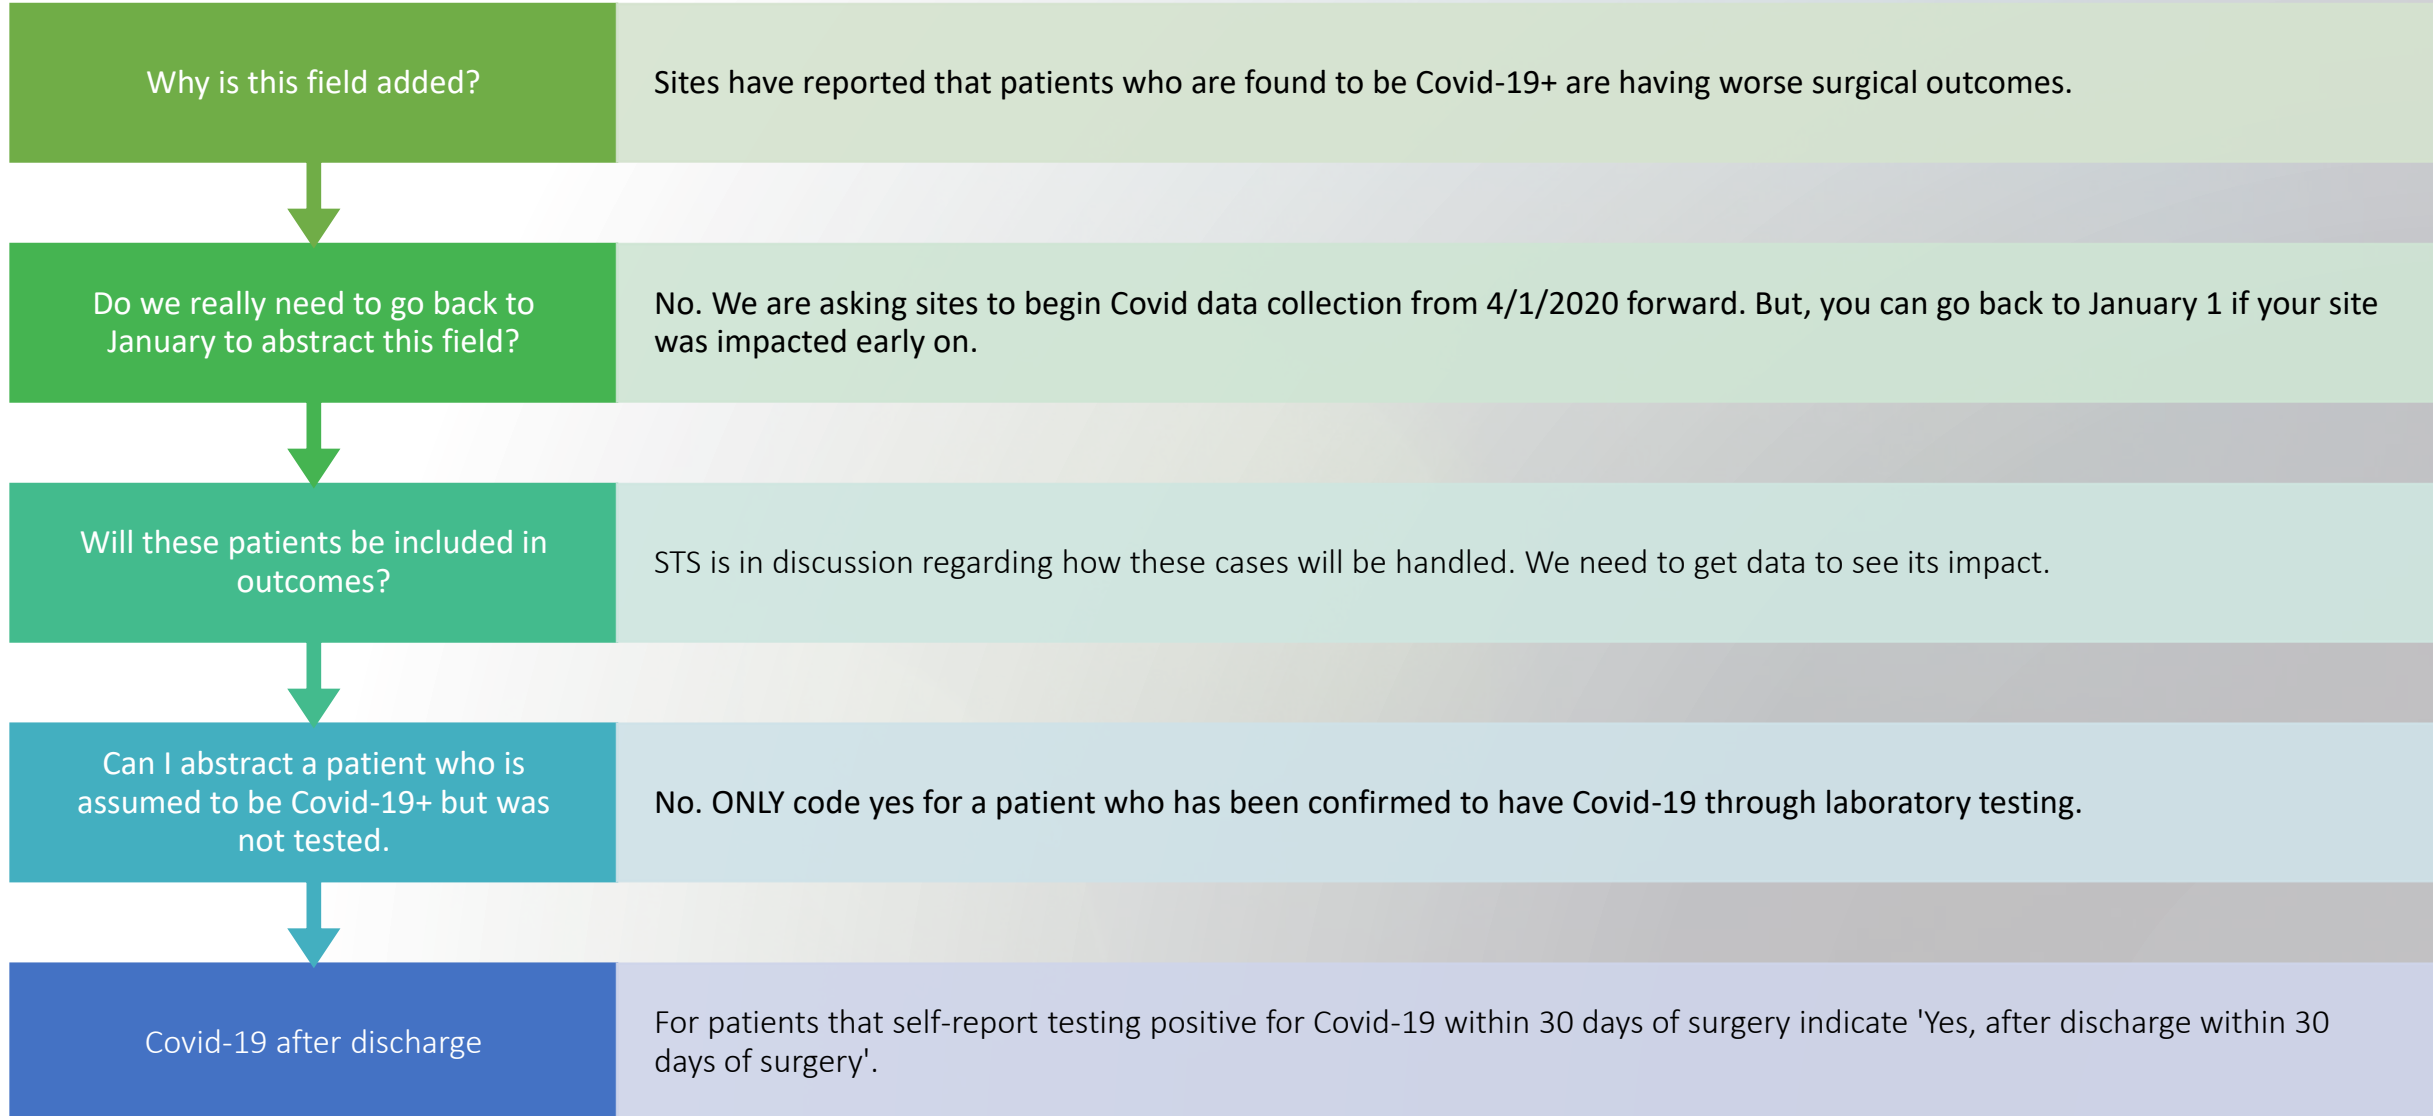 Why is this field added?
Sites have reported that patients who are found to be Covid-19+ are having worse surgical outcomes.
Do we really need to go back to
January to abstract this field?
No. We are asking sites to begin Covid data collection from 4/1/2020 forward. But, you can go back to January 1 if your site
was impacted early on.
Will these patients be included in
outcomes?
STS is in discussion regarding how these cases will be handled. We need to get data to see its impact.
Can I abstract a patient who is
assumed to be Covid-19+ but was
not tested.
No. ONLY code yes for a patient who has been confirmed to have Covid-19 through laboratory testing.
Covid-19 after discharge
For patients that self-report testing positive for Covid-19 within 30 days of surgery indicate 'Yes, after discharge within 30
days of surgery'.